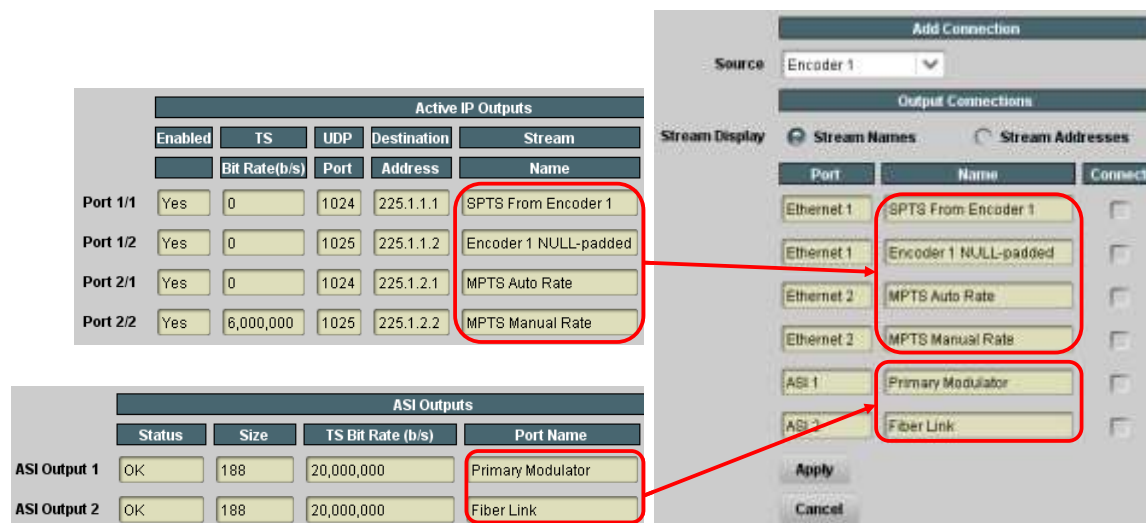 Active IP Outputs
Enabled TS UDP Destination Stream
Bit Rate(b/s) Port Address Name
Port 1/1 Yes 0 1024 225.1.1.1 SPTS From Encoder 1
Port 1/2 Yes 0 1025 225.1.1.2 Encoder 1 NULL-padded
Port 2/1 Yes 0 1024 225.1.2.1 MPTS Auto Rate
Port 2/2 Yes 6,000,000 1025 225.1.2.2 MPTS Manual Rate
ASI Outputs
Status Size TS Bit Rate (b/s) Port Name
ASI Output 1 OK 188 20,000,000 Primary Modulator
ASI Output 2 OK 188 20,000,000 Fiber Link
Add Connection
Source Encoder 1
Output Connections
Stream Display Stream Names Stream Addresses
Port Name Connect
Ethernet 1 SPTS From Encoder 1
Ethernet 1 Encoder 1 NULL-padded
Ethernet 2 MPTS Auto Rate
Ethernet 2 MPTS Manual Rate
ASI 1 Primary Modulator
ASI 2 Fiber Link
Apply
Cancel